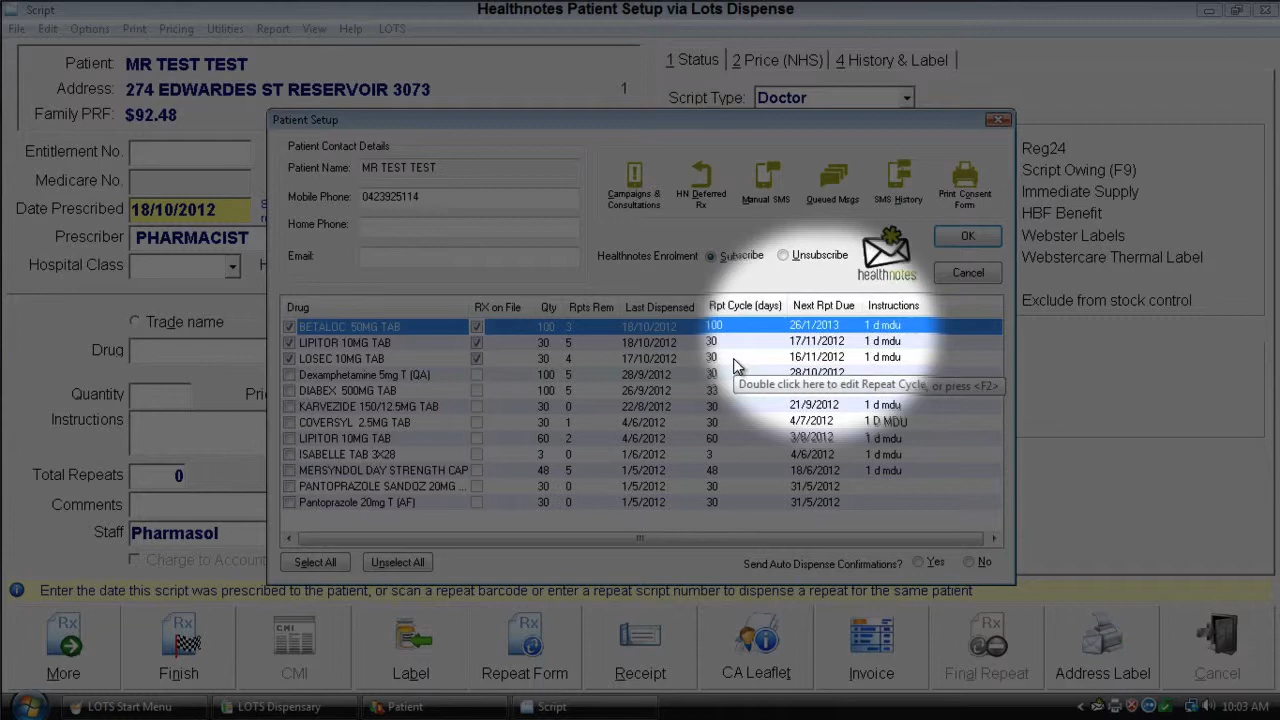 Script
Healthnotes Patient Setup via Lots Dispense
File Edit Options Print Pricing Utilities Report View Help LOTS
Patient: MR TEST TEST
Address: 274 EDWARDES ST RESERVOIR 3073 1
Family PRF: $92.48
1 Status 2 Price (NHS) 4 History & Label
Script Type: Doctor
Entitlement No.
Medicare No.
Date Prescribed 18/10/2012
Prescriber PHARMACIST
Hospital Class
Trade name
Drug
Quantity
Instructions
Total Repeats 0
Comments
Staff Pharmasol
Charge to Account
Reg24
Script Owing (F9)
Immediate Supply
HBF Benefit
Webster Labels
Webstercare Thermal Label
Exclude from stock control
Patient Setup
Patient Contact Details
Patient Name: MR TEST TEST
Mobile Phone: 0423925114
Home Phone:
Email:
Campaigns & Consultations
HN Deferred Rx
Manual SMS
Queued Msgs
SMS History
Print Consent Form
Healthnotes Enrolment Subscribe Unsubscribe
healthnotes
OK
Cancel
Drug RX on File Qty Rpts Rem Last Dispensed Rpt Cycle (days) Next Rpt Due Instructions
BETALOC 50MG TAB 100 3 18/10/2012 100 26/1/2013 1 d mdu
LIPITOR 10MG TAB 30 5 18/10/2012 30 17/11/2012 1 d mdu
LOSEC 10MG TAB 30 4 17/10/2012 30 16/11/2012 1 d mdu
Dexamphetamine 5mg T (QA) 30 5 28/9/2012 30 28/10/2012
DIABEX 500MG TAB 100 5 26/9/2012 33
Double click here to edit Repeat Cycle, or press <F2>
KARVEZIDE 150/12.5MG TAB 30 0 22/8/2012 30 21/9/2012 1 d mdu
COVERSYL 2.5MG TAB 30 1 4/6/2012 30 4/7/2012 1 D MDU
LIPITOR 10MG TAB 60 2 4/6/2012 60 3/8/2012 1 d mdu
ISABELLE TAB 3X28 3 0 1/5/2012 3 4/6/2012 1 d mdu
MERSYNDOL DAY STRENGTH CAP 48 5 1/5/2012 48 18/6/2012 1 d mdu
PANTOPRAZOLE SANDOZ 20MG ... 30 0 1/5/2012 30 31/5/2012
Pantoprazole 20mg T (AF) 30 0 1/5/2012 30 31/5/2012
Select All
Unselect All
Send Auto Dispense Confirmations? Yes No
Enter the date this script was prescribed to the patient, or scan a repeat barcode or enter a repeat script number to dispense a repeat for the same patient
More
Finish
CMI
Label
Repeat Form
Receipt
CA Leaflet
Invoice
Final Repeat
Address Label
Cancel
LOTS Start Menu
LOTS Dispensary
Patient
Script
10:03 AM